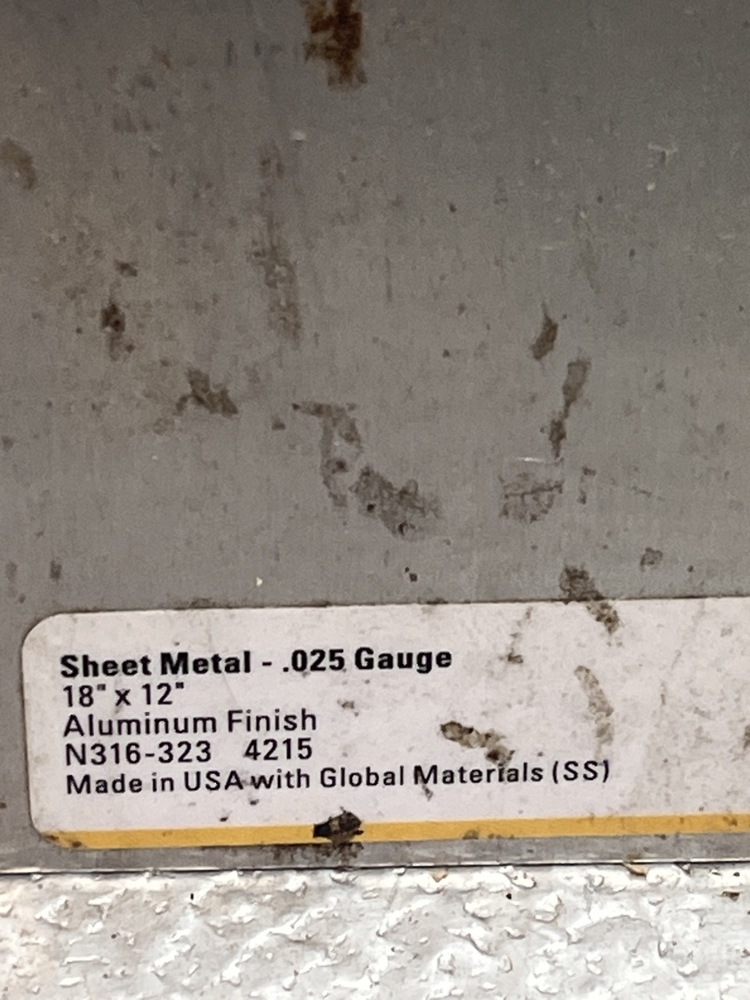 Sheet Metal - .025 Gauge
18" x 12"
Aluminum Finish
N316-323 4215
Made in USA with Global Materials (SS)